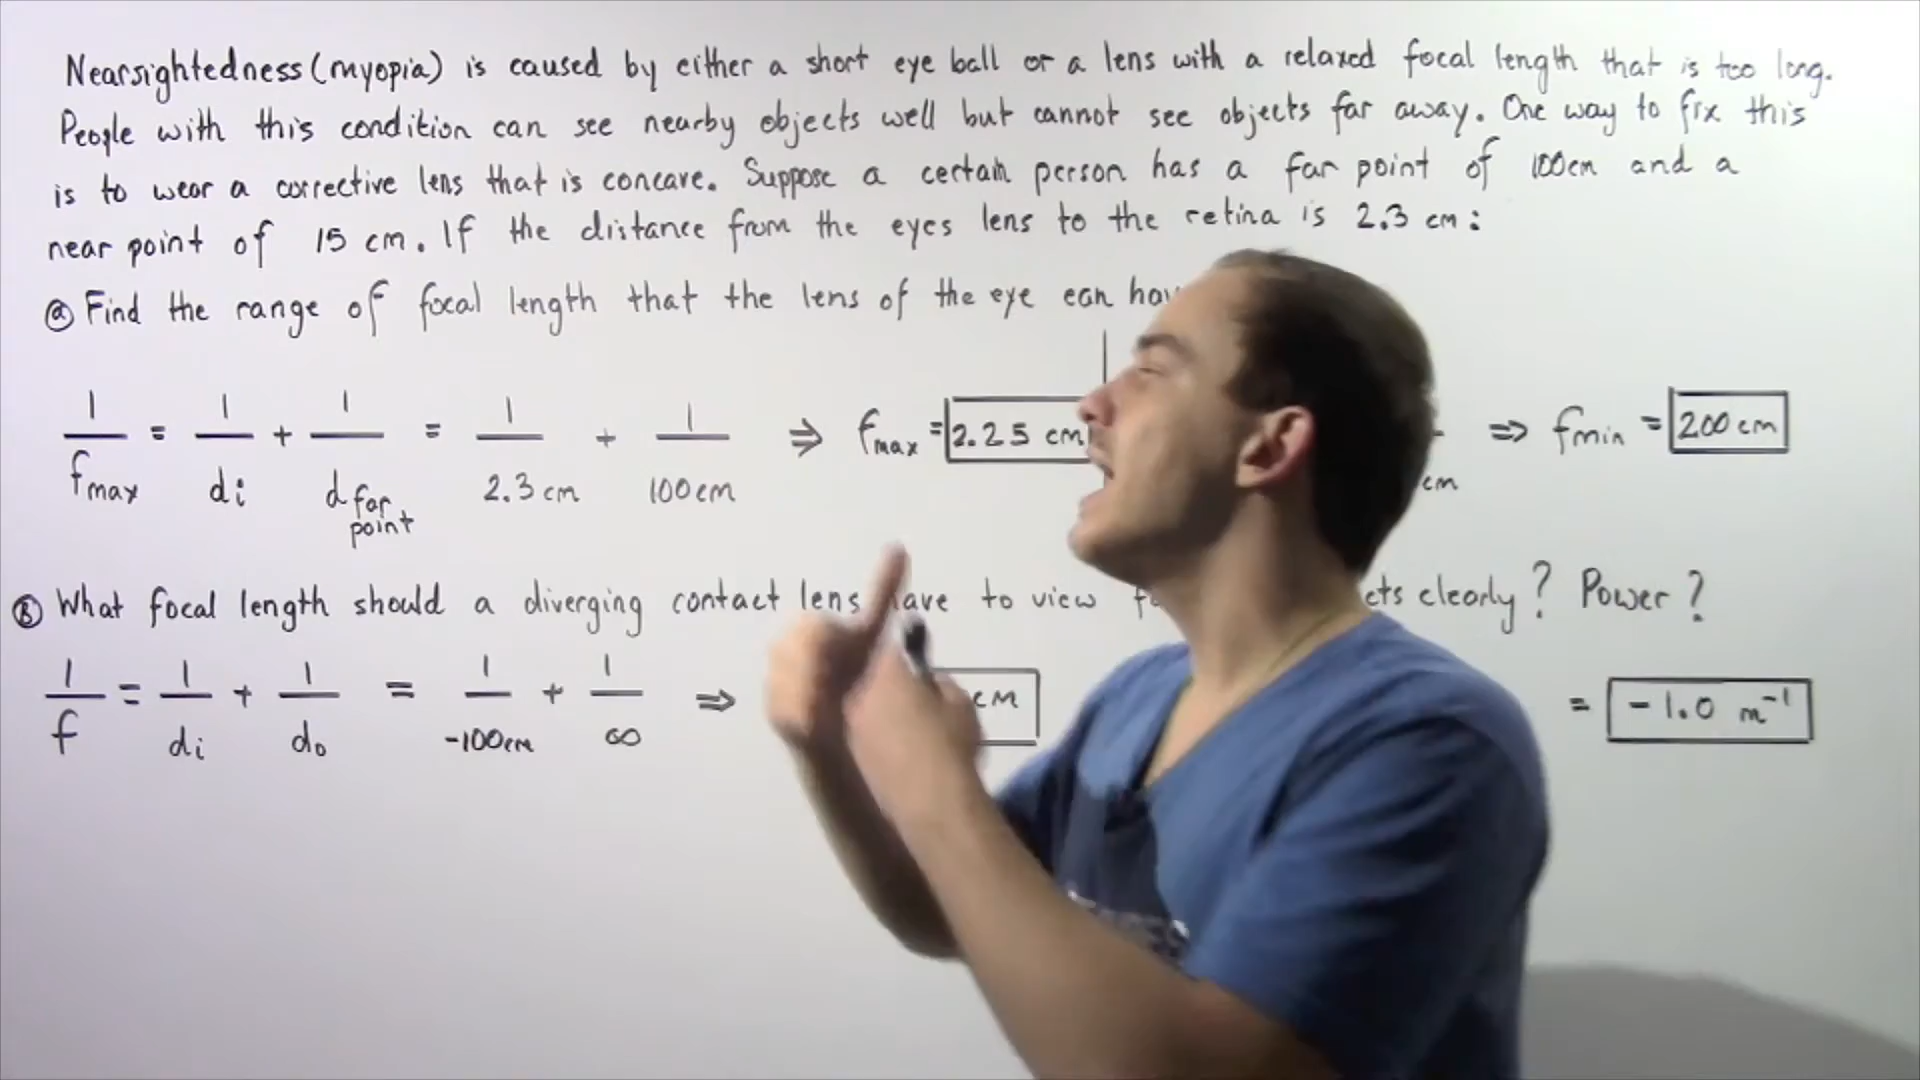 Nearsightedness (myopia) is caused by either a short eye ball or a lens with a relaxed focal length that is too long.
People with this condition can see nearby objects well but cannot see objects far away. One way to fix this
is to wear a corrective lens that is concave. Suppose a certain person has a far point of 100cm and a
near point of 15 cm. If the distance from the eyes lens to the retina is 2.3 cm:
(a) Find the range of focal length that the lens of the eye can
1/fmax = 1/di + 1/d far point = 1/2.3 cm + 1/100cm ⇒ fmax = 2.25 cm cm ⇒ fmin = 200 cm
(B) What focal length should a diverging contact lens to view clearly? Power?
1/f = 1/di + 1/do = 1/-100cm + 1/∞ ⇒ cm = -1.0 m⁻¹